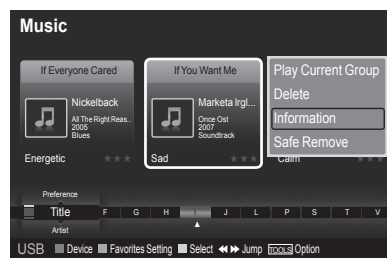 Music
If Everyone Cared
Nickelback
All The Right Reas..
2005
Blues
Energetic
If You Want Me
Marketa Irgl...
Once Ost
2007
Soundtrack
Sad
Play Current Group
Delete
Information
Safe Remove
Calm
Preference
Title F G H I J L P S T V
Artist
USB Device Favorites Setting Select Jump TOOLS Option